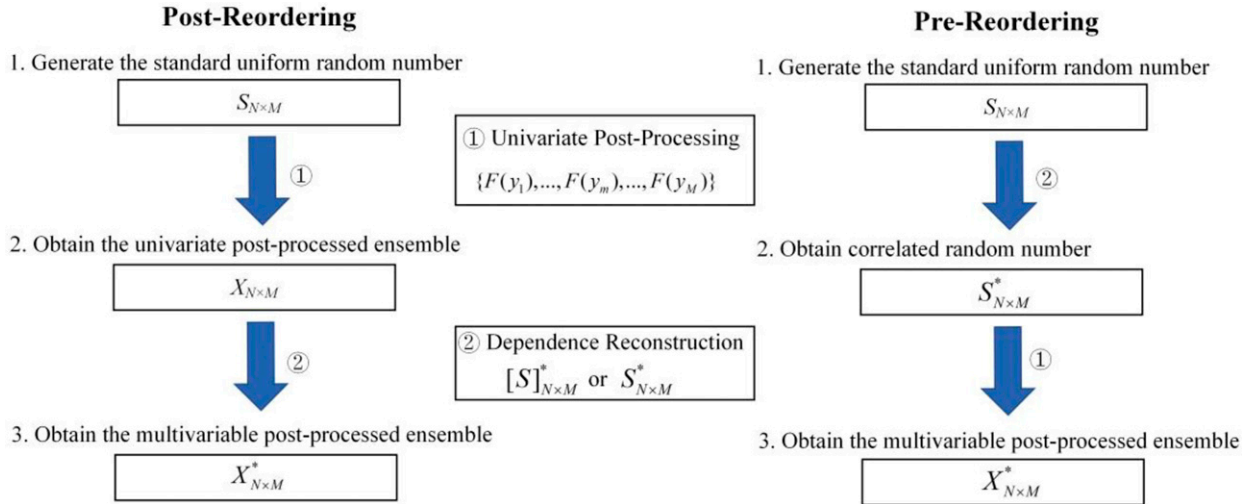 Post-Reordering
1. Generate the standard uniform random number
S_{N×M}
①
2. Obtain the univariate post-processed ensemble
X_{N×M}
②
3. Obtain the multivariable post-processed ensemble
X^*_{N×M}
① Univariate Post-Processing
{F(y_1),...,F(y_m),...,F(y_M)}
② Dependence Reconstruction
[S]^*_{N×M} or S^*_{N×M}
Pre-Reordering
1. Generate the standard uniform random number
S_{N×M}
②
2. Obtain correlated random number
S^*_{N×M}
①
3. Obtain the multivariable post-processed ensemble
X^*_{N×M}